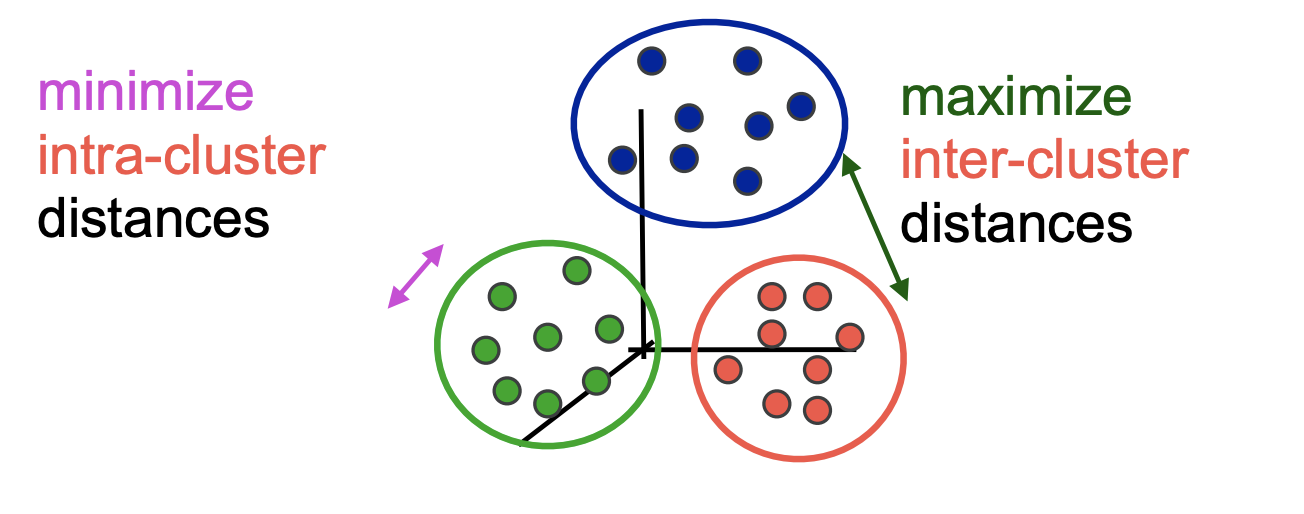 minimize
intra-cluster
distances
maximize
inter-cluster
distances